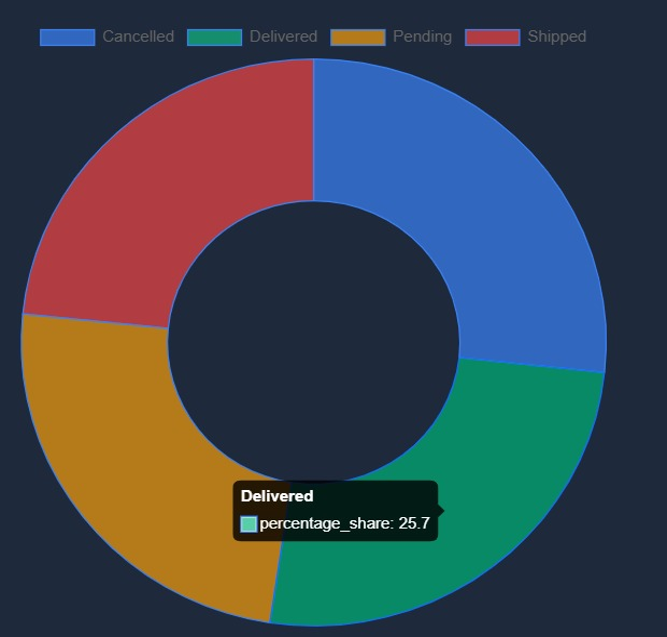 Cancelled Delivered Pending Shipped
Delivered
percentage_share: 25.7